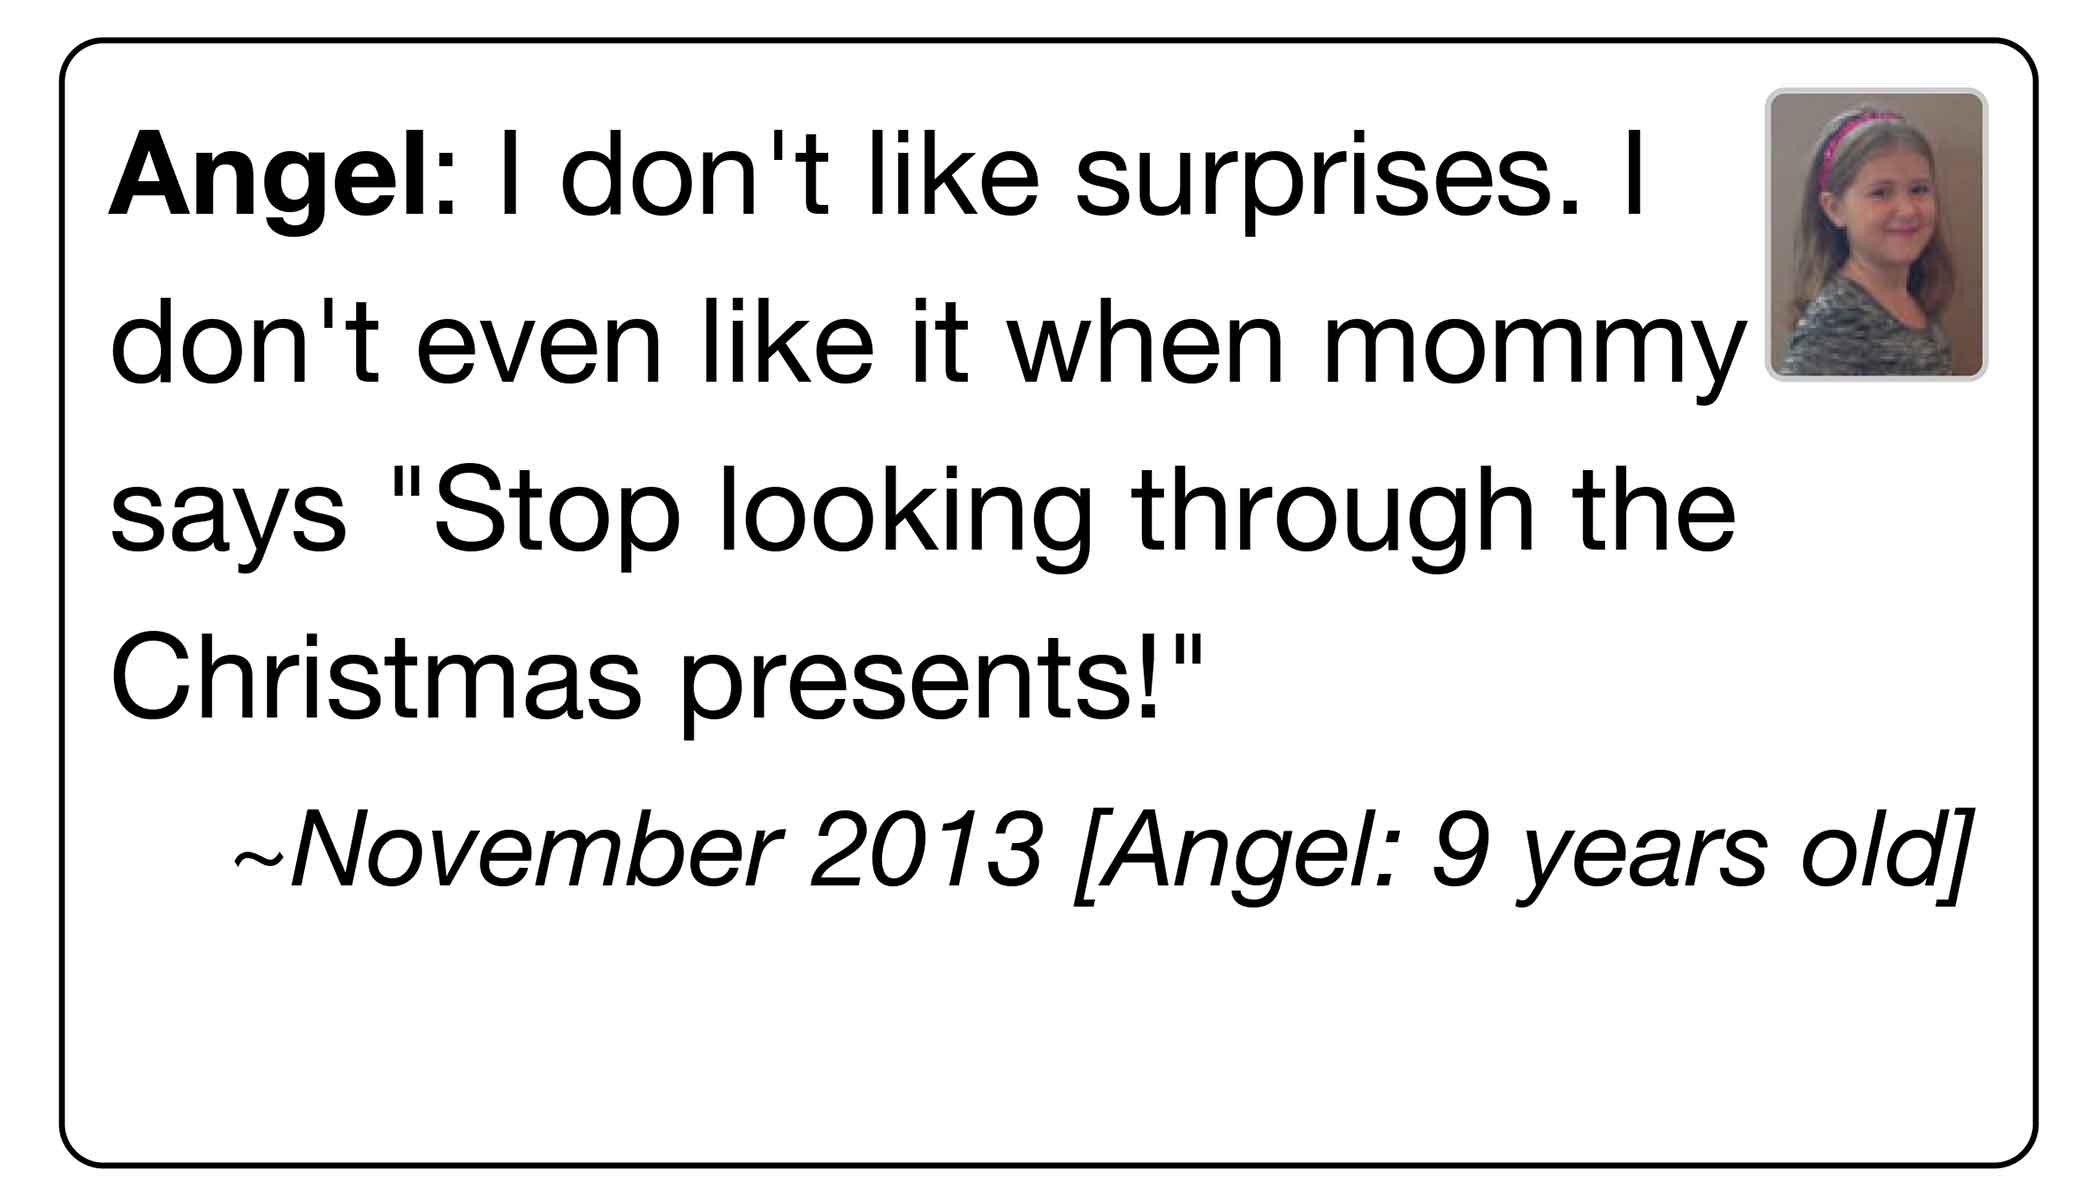 Angel: I don't like surprises. I
don't even like it when mommy
says "Stop looking through the
Christmas presents!"
~November 2013 [Angel: 9 years old]